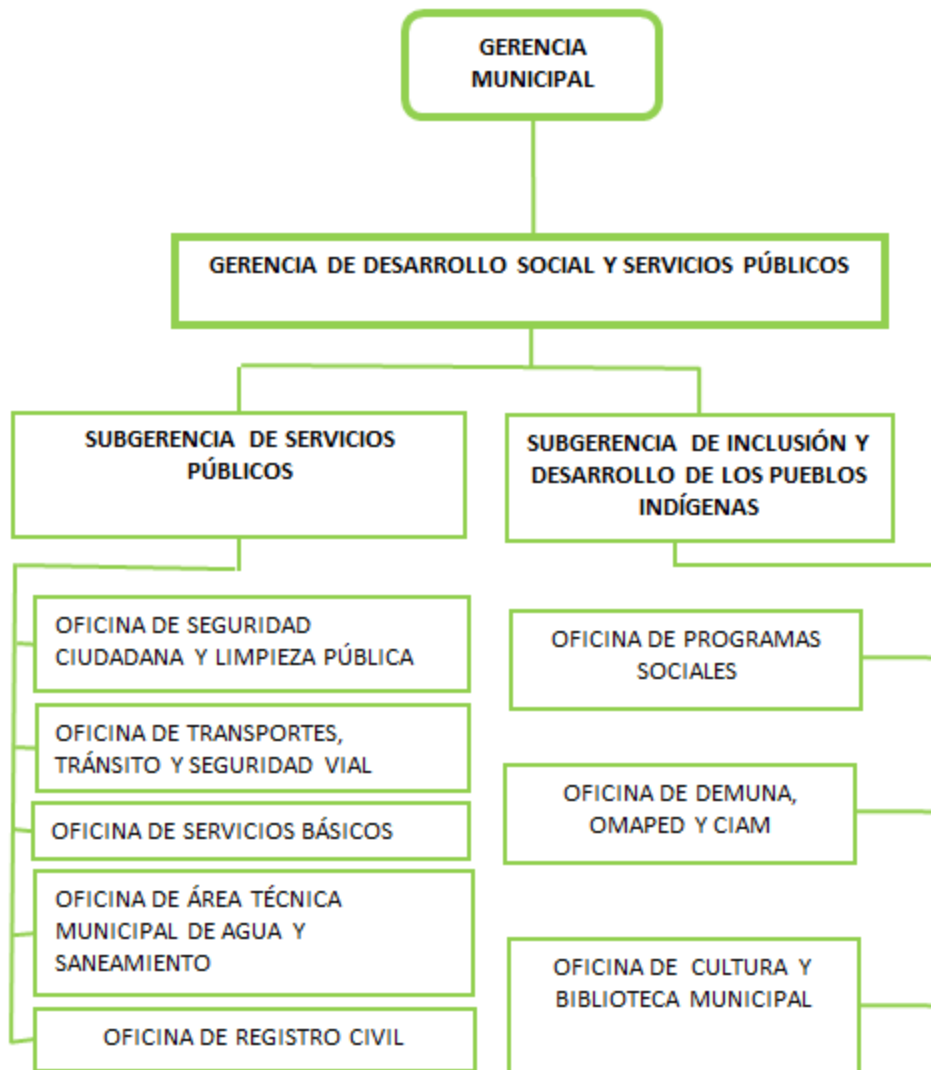 GERENCIA
MUNICIPAL
GERENCIA DE DESARROLLO SOCIAL Y SERVICIOS PÚBLICOS
SUBGERENCIA DE SERVICIOS
PÚBLICOS
OFICINA DE SEGURIDAD
CIUDADANA Y LIMPIEZA PÚBLICA
OFICINA DE TRANSPORTES,
TRÁNSITO Y SEGURIDAD VIAL
OFICINA DE SERVICIOS BÁSICOS
OFICINA DE ÁREA TÉCNICA
MUNICIPAL DE AGUA Y
SANEAMIENTO
OFICINA DE REGISTRO CIVIL
SUBGERENCIA DE INCLUSIÓN Y
DESARROLLO DE LOS PUEBLOS
INDÍGENAS
OFICINA DE PROGRAMAS
SOCIALES
OFICINA DE DEMUNA,
OMAPED Y CIAM
OFICINA DE CULTURA Y
BIBLIOTECA MUNICIPAL